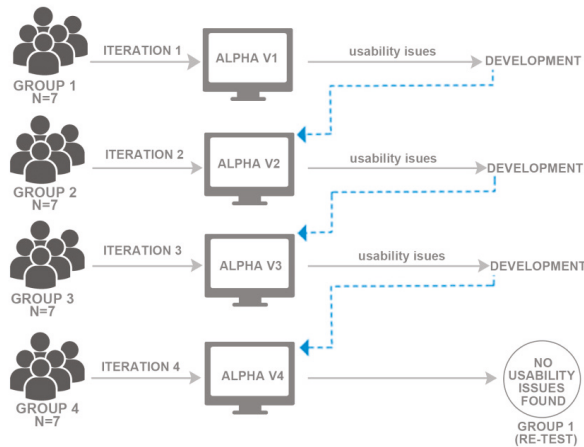 ITERATION 1
ALPHA V1
usability isues
DEVELOPMENT
GROUP 1
N=7
ITERATION 2
ALPHA V2
usability isues
DEVELOPMENT
GROUP 2
N=7
ITERATION 3
ALPHA V3
usability isues
DEVELOPMENT
GROUP 3
N=7
ITERATION 4
ALPHA V4
NO
USABILITY
ISSUES
FOUND
GROUP 4
N=7
GROUP 1
(RE-TEST)